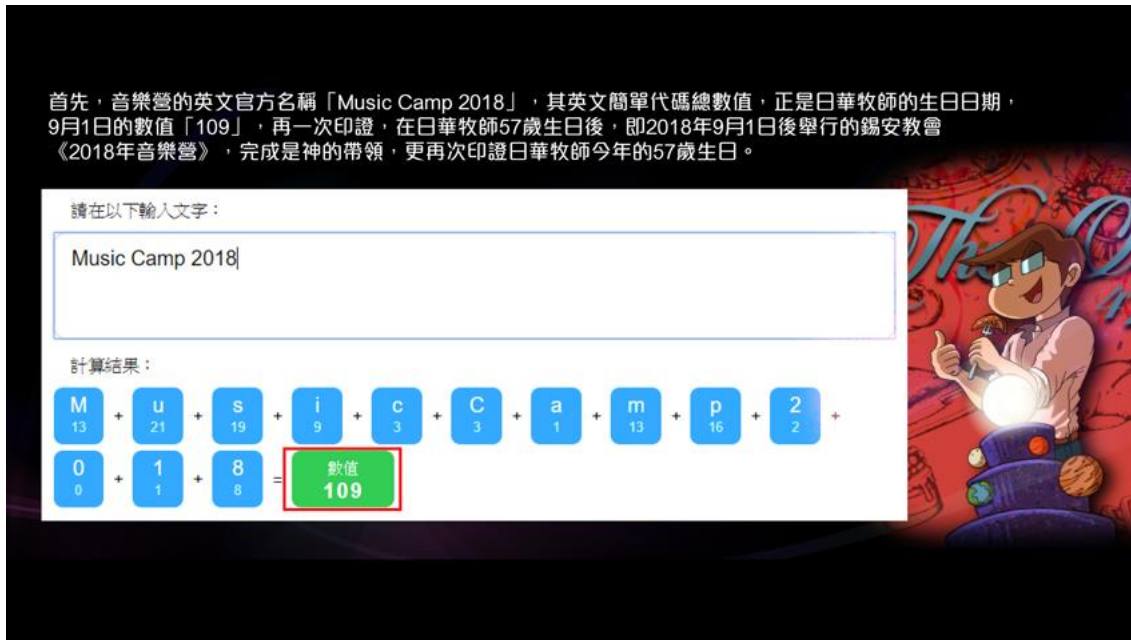 首先，音樂營的英文官方名稱「Music Camp 2018」，其英文簡單代碼總數值，正是日華牧師的生日日期，
9月1日的數值「109」，再一次印證，在日華牧師57歲生日後，即2018年9月1日後舉行的錫安教會
《2018年音樂營》，完成是神的帶領，更再次印證日華牧師今年的57歲生日。
請在以下輸入文字：
Music Camp 2018
計算結果：
M + u + s + i + c + C + a + m + p + 2 +
13 21 19 9 3 3 1 13 16 2
0 + 1 + 8 = 數值
0 1 8 109
The